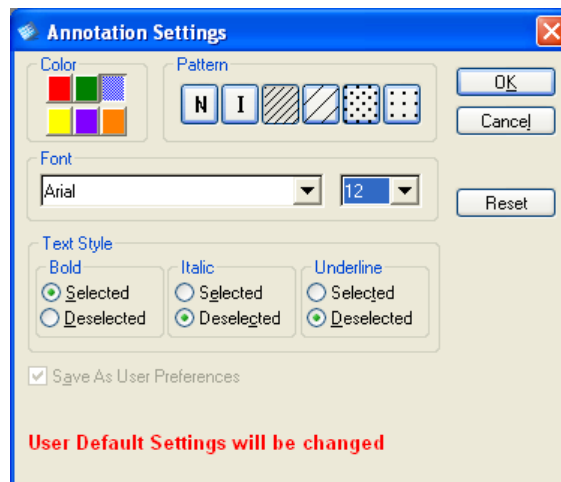 Annotation Settings
Color
Pattern
N I
OK
Cancel
Font
Arial
12
Reset
Text Style
Bold
Italic
Underline
Selected
Selected
Selected
Deselected
Deselected
Deselected
Save As User Preferences
User Default Settings will be changed